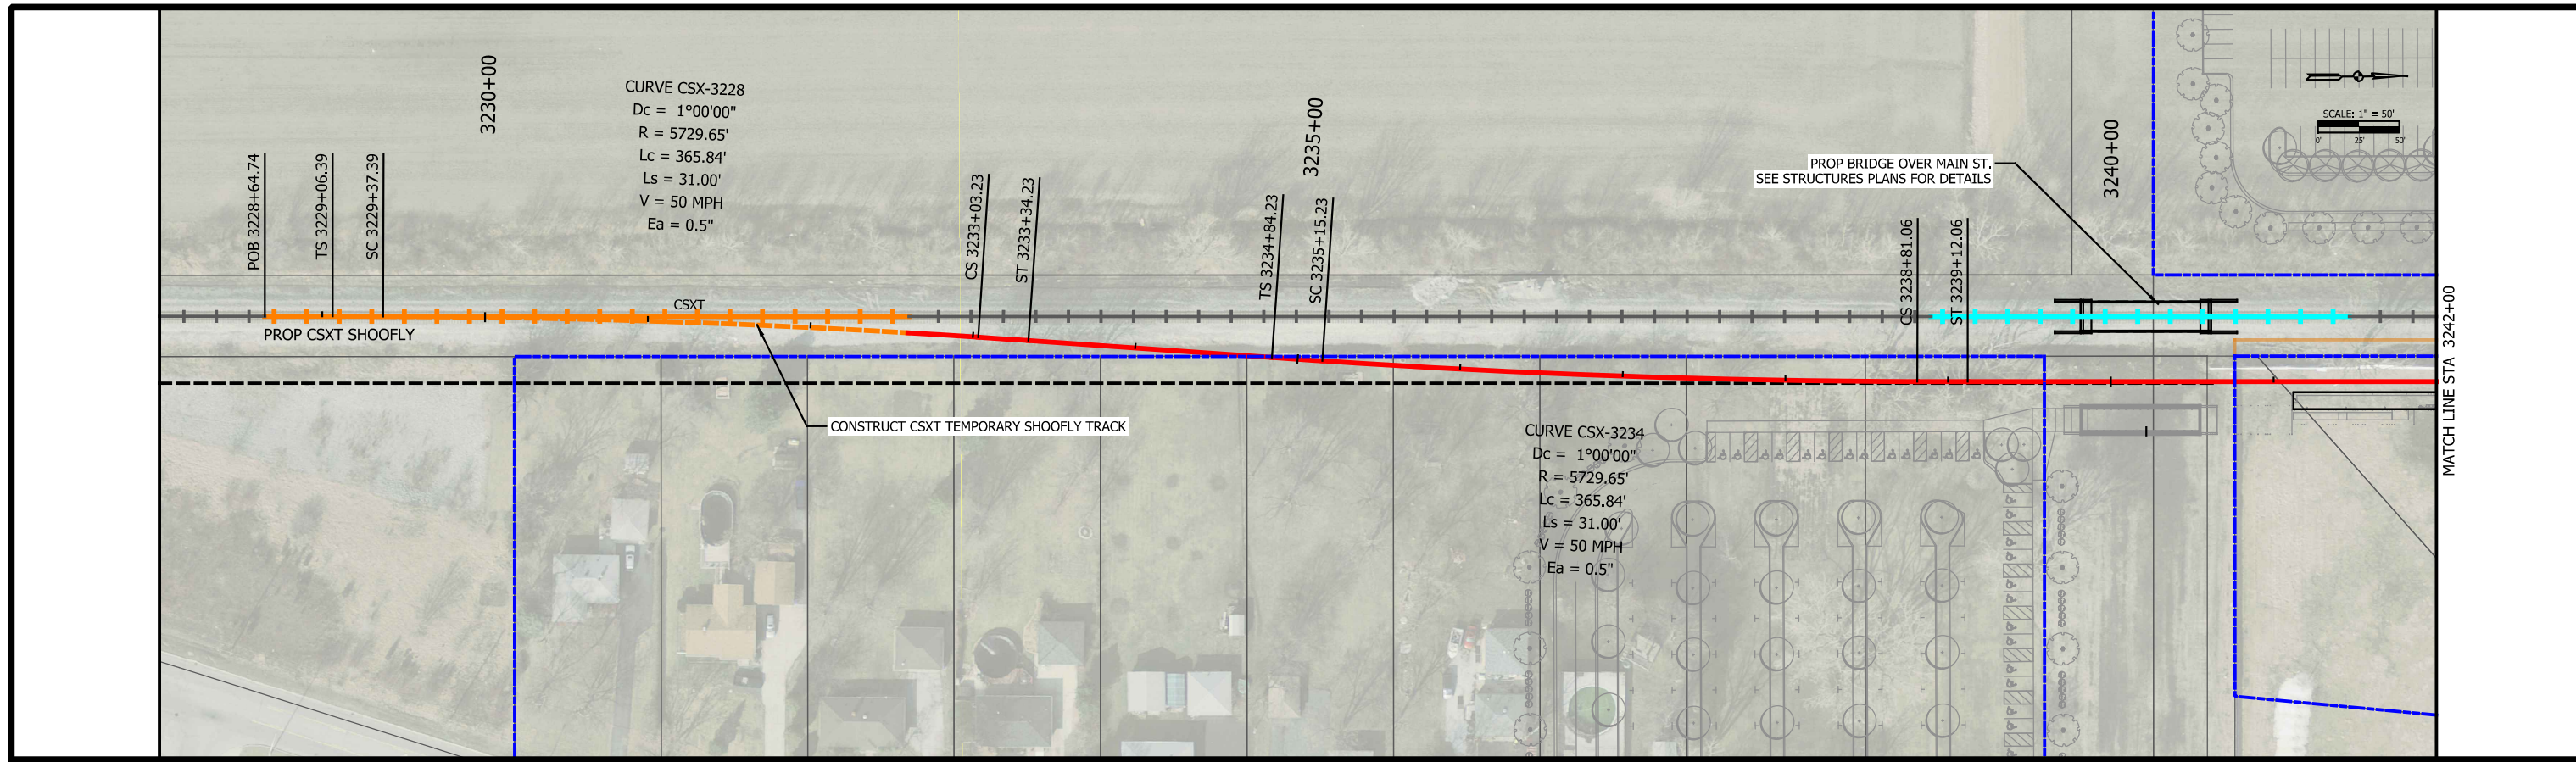 3230+00
CURVE CSX-3228
Dc = 1°00'00"
R = 5729.65'
Lc = 365.84'
Ls = 31.00'
V = 50 MPH
Ea = 0.5"
3235+00
3240+00
SCALE: 1" = 50'
0' 25' 50'
PROP BRIDGE OVER MAIN ST.
SEE STRUCTURES PLANS FOR DETAILS
POB 3228+64.74
TS 3229+06.39
SC 3229+37.39
CS 3233+03.23
ST 3233+34.23
TS 3234+84.23
SC 3235+15.23
CS 3238+81.06
ST 3239+12.06
CSXT
PROP CSXT SHOOFLY
MATCH LINE STA 3242+00
CONSTRUCT CSXT TEMPORARY SHOOFLY TRACK
CURVE CSX-3234
Dc = 1°00'00"
R = 5729.65'
Lc = 365.84'
Ls = 31.00'
V = 50 MPH
Ea = 0.5"